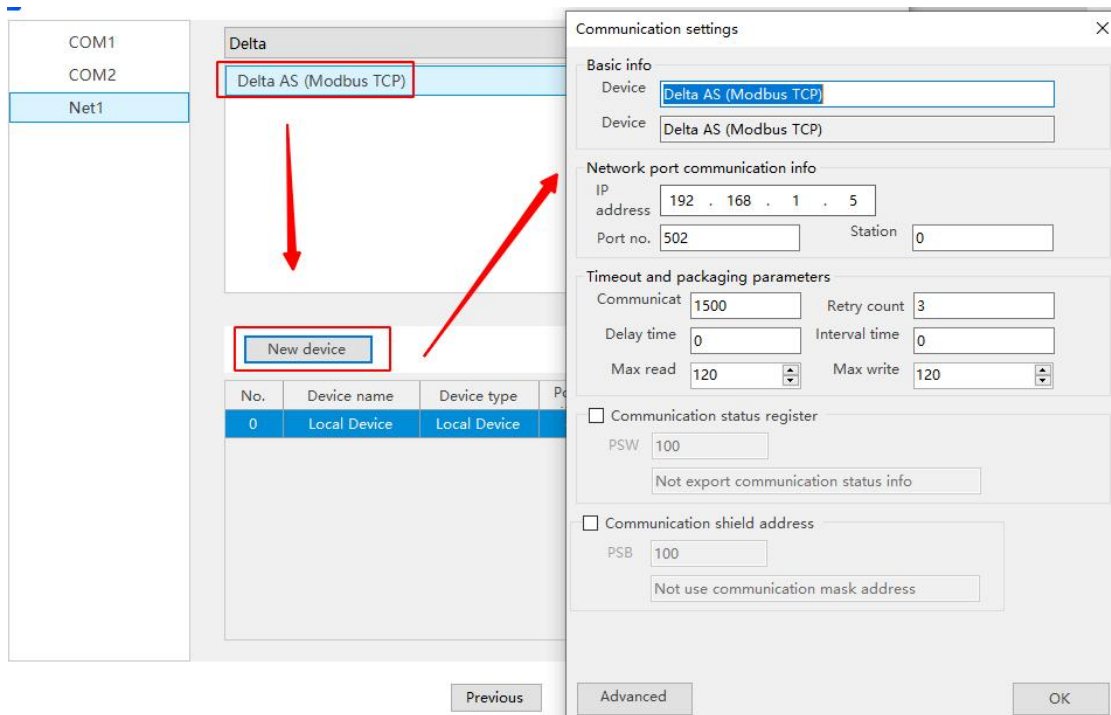 COM1
COM2
Net1
Delta
Delta AS (Modbus TCP)
New device
No. Device name Device type
0 Local Device Local Device
Previous
Communication settings
Basic info
Device Delta AS (Modbus TCP)
Device Delta AS (Modbus TCP)
Network port communication info
IP address 192 . 168 . 1 . 5
Port no. 502 Station 0
Timeout and packaging parameters
Communicat 1500 Retry count 3
Delay time 0 Interval time 0
Max read 120 Max write 120
Communication status register
PSW 100
Not export communication status info
Communication shield address
PSB 100
Not use communication mask address
Advanced OK